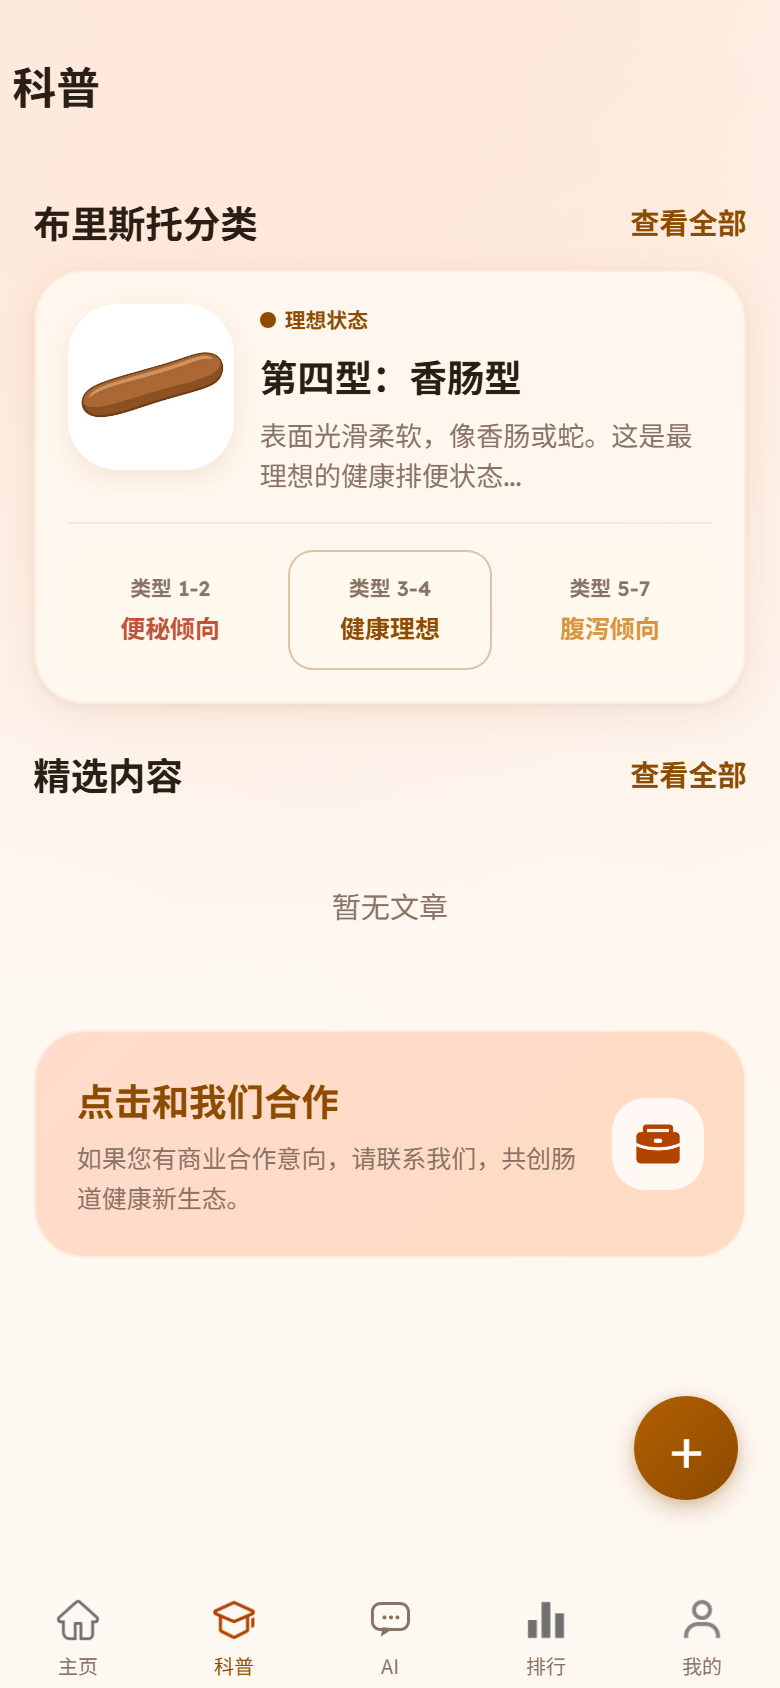 科普
布里斯托分类
查看全部
理想状态
第四型：香肠型
表面光滑柔软，像香肠或蛇。这是最
理想的健康排便状态...
类型 1-2
便秘倾向
类型 3-4
健康理想
类型 5-7
腹泻倾向
精选内容
查看全部
暂无文章
点击和我们合作
如果您有商业合作意向，请联系我们，共创肠
道健康新生态。
+
主页
科普
AI
排行
我的